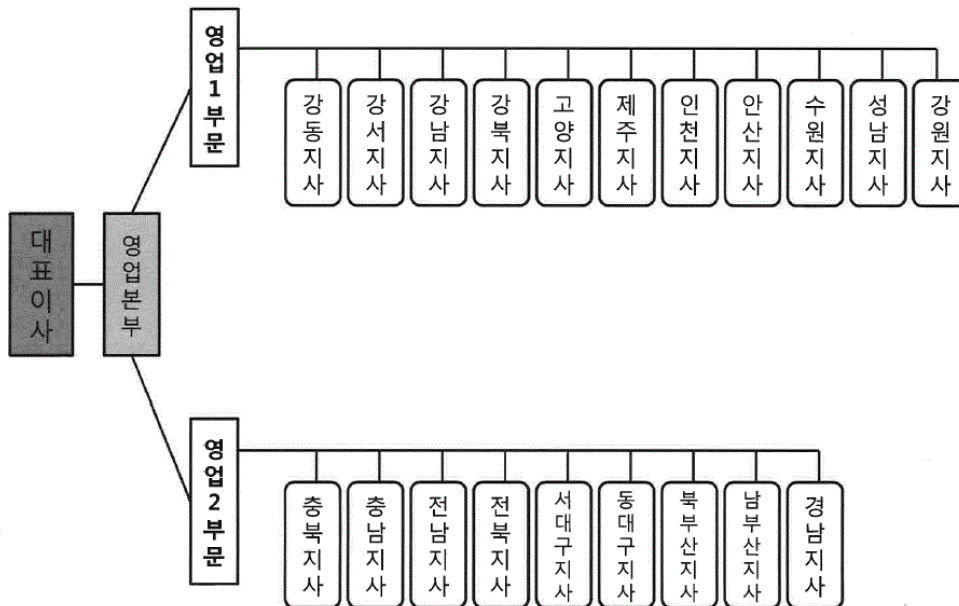 대표이사
영업본부
영업1부문
강동지사
강서지사
강남지사
강북지사
고양지사
제주지사
인천지사
안산지사
수원지사
성남지사
강원지사
영업2부문
충북지사
충남지사
전남지사
전북지사
서대구지사
동대구지사
북부산지사
남부산지사
경남지사